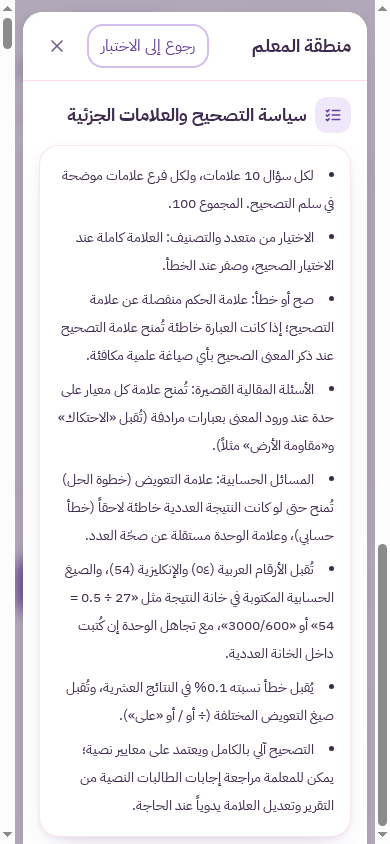 منطقة المعلم
رجوع إلى الاختبار
سياسة التصحيح والعلامات الجزئية
• لكل سؤال 10 علامات، ولكل فرع علامات موضحة
في سلم التصحيح. المجموع 100.
• الاختيار من متعدد والتصنيف: العلامة كاملة عند
الاختيار الصحيح، وصفر عند الخطأ.
• صح أو خطأ: علامة الحكم منفصلة عن علامة
التصحيح؛ إذا كانت العبارة خاطئة تُمنح علامة التصحيح
عند ذكر المعنى الصحيح بأي صياغة علمية مكافئة.
• الأسئلة المقالية القصيرة: تُمنح علامة كل معيار على
حدة عند ورود المعنى بعبارات مرادفة (تُقبل «الاحتكاك»
و«مقاومة الأرض» مثلاً).
• المسائل الحسابية: علامة التعويض (خطوة الحل)
تُمنح حتى لو كانت النتيجة العددية خاطئة لاحقاً (خطأ
حسابي)، وعلامة الوحدة مستقلة عن صحّة العدد.
• تُقبل الأرقام العربية (٥٤) والإنكليزية (54)، والصيغ
الحسابية المكتوبة في خانة النتيجة مثل «27 ÷ 0.5 =
54» أو «3000/600»، مع تجاهل الوحدة إن كُتبت
داخل الخانة العددية.
• يُقبل خطأ نسبته 0.1% في النتائج العشرية، وتُقبل
صيغ التعويض المختلفة (÷ أو / أو «على»).
• التصحيح آلي بالكامل ويعتمد على معايير نصية؛
يمكن للمعلمة مراجعة إجابات الطالبات النصية من
التقرير وتعديل العلامة يدوياً عند الحاجة.